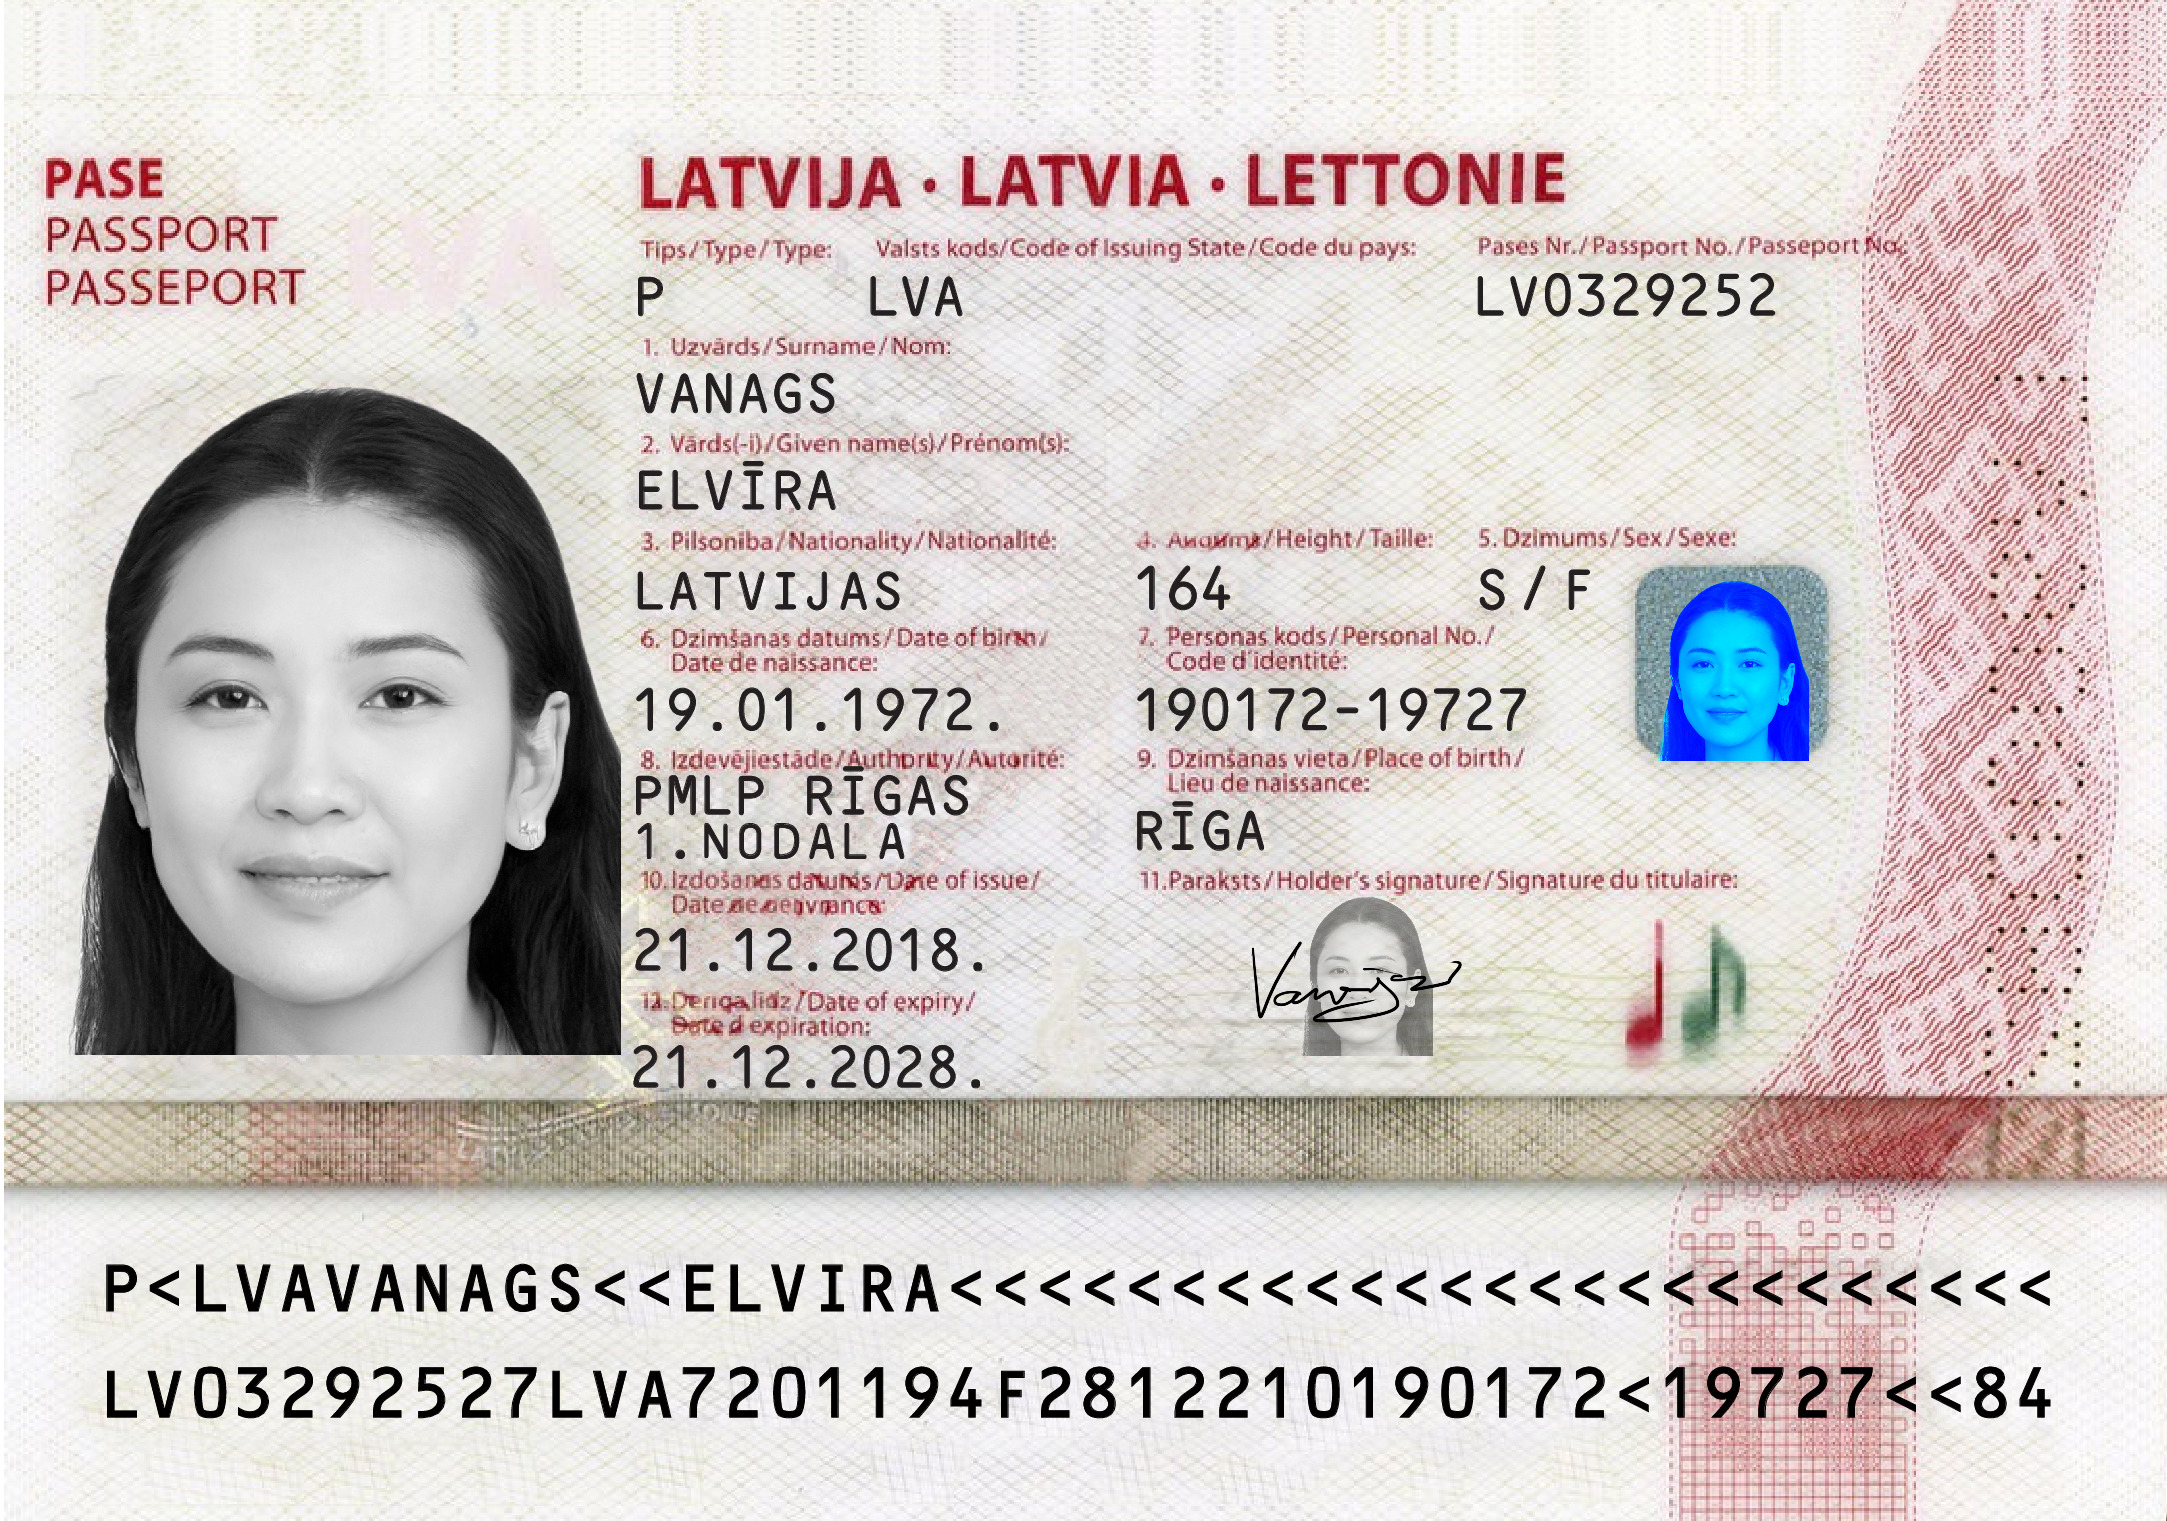 PASE
PASSPORT
PASSEPORT
LVA
LATVIJA · LATVIA · LETTONIE
Tips/Type/Type: Valsts kods/Code of Issuing State/Code du pays: Pases Nr./Passport No./Passeport No.:
P LVA LV0329252
1. Uzvārds/Surname/Nom:
VANAGS
2. Vārds(-i)/Given name(s)/Prénom(s):
ELVĪRA
3. Pilsonība/Nationality/Nationalité: 4. Augums/Height/Taille: 5. Dzimums/Sex/Sexe:
LATVIJAS 164 S/F
6. Dzimšanas datums/Date of birth/ 7. Personas kods/Personal No./
Date de naissance: Code d'identité:
19.01.1972. 190172-19727
8. Izdevējiestāde/Authority/Autorité: 9. Dzimšanas vieta/Place of birth/
Lieu de naissance:
PMLP RĪGAS
1.NODALA RĪGA
10. Izdošanas datums/Date of issue/ 11. Paraksts/Holder's signature/Signature du titulaire:
Date de
21.12.2018.
12. līdz/Date of expiry/
Date d expiration:
21.12.2028.
P<LVAVANAGS<<ELVIRA<<<<<<<<<<<<<<<<<<<<<<<<<
LV03292527LVA7201194F2812210190172<19727<<84